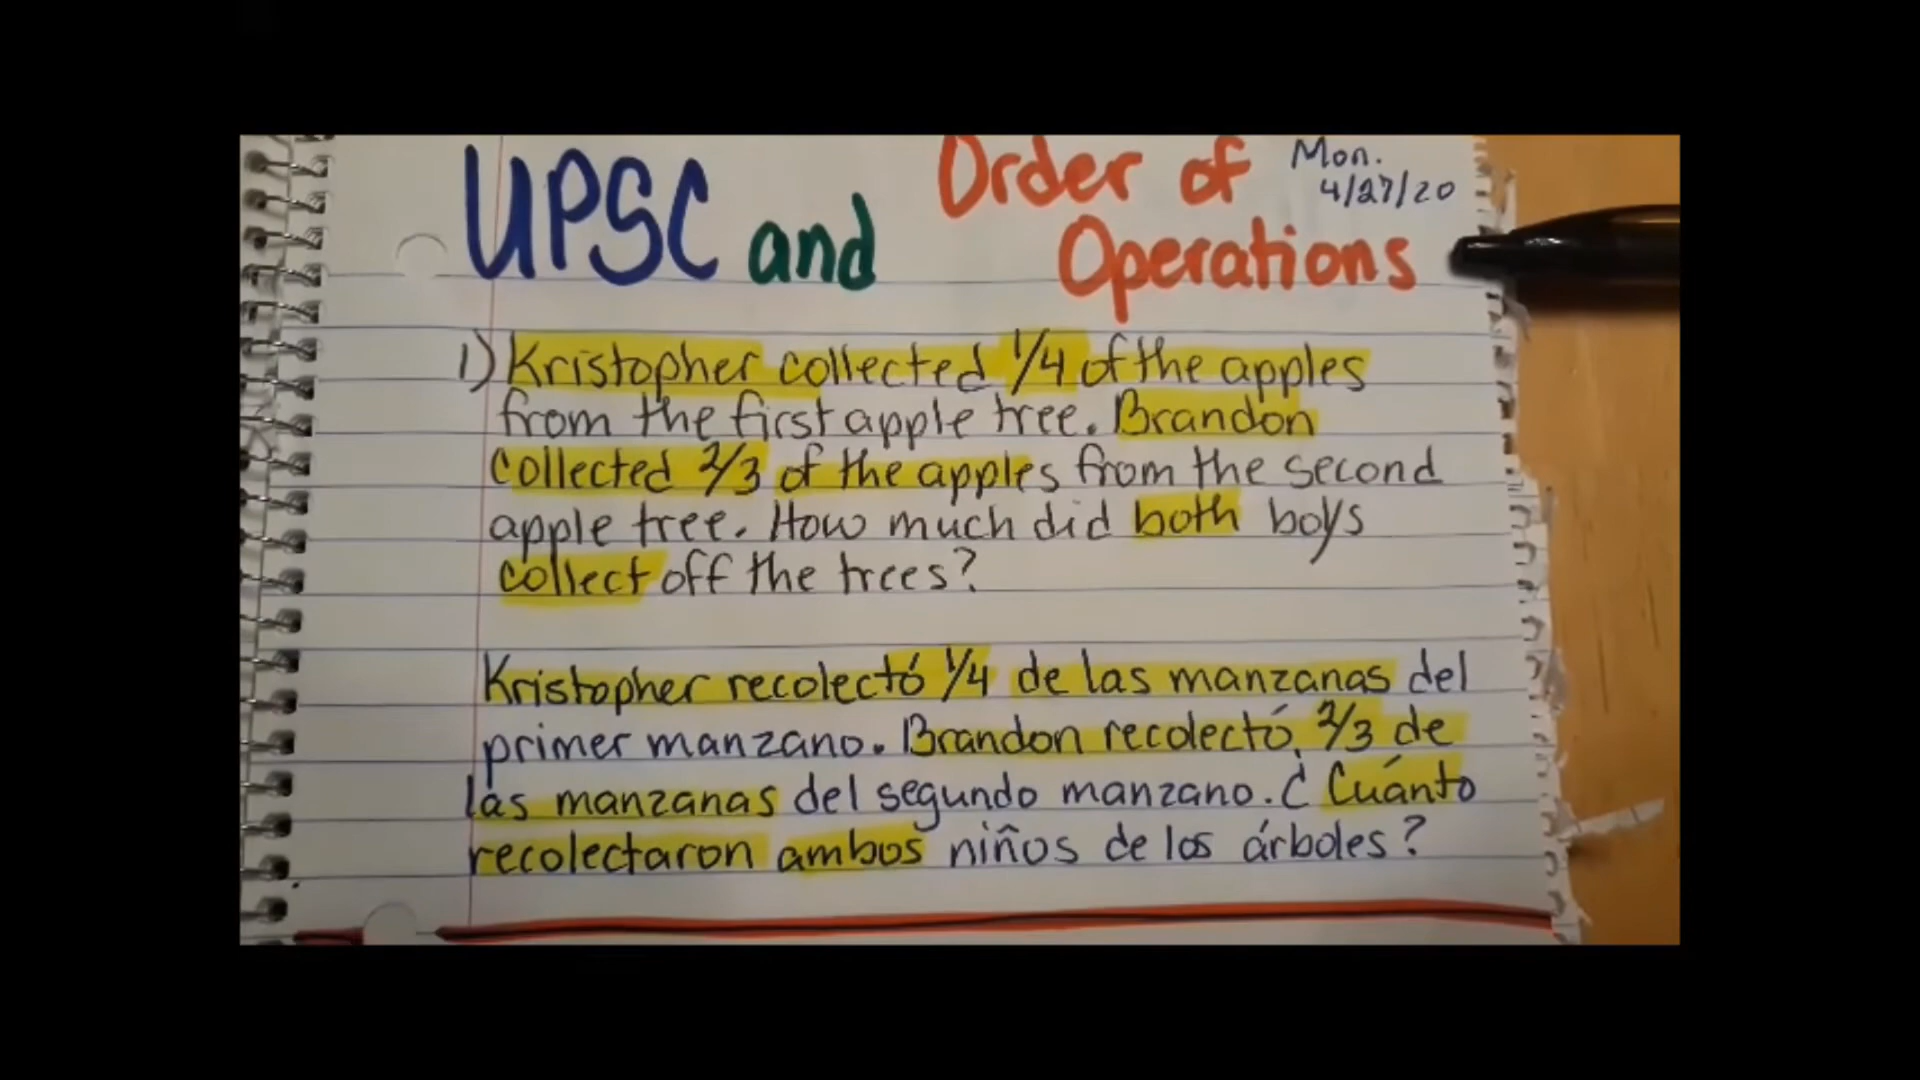 UPSC and Order of Operations
Mon.
4/27/20
1) Kristopher collected 1/4 of the apples
from the first apple tree. Brandon
collected 2/3 of the apples from the second
apple tree. How much did both boys
collect off the trees?
Kristopher recolectó 1/4 de las manzanas del
primer manzano. Brandon recolectó 2/3 de
las manzanas del segundo manzano. ¿Cuánto
recolectaron ambos niños de los árboles?